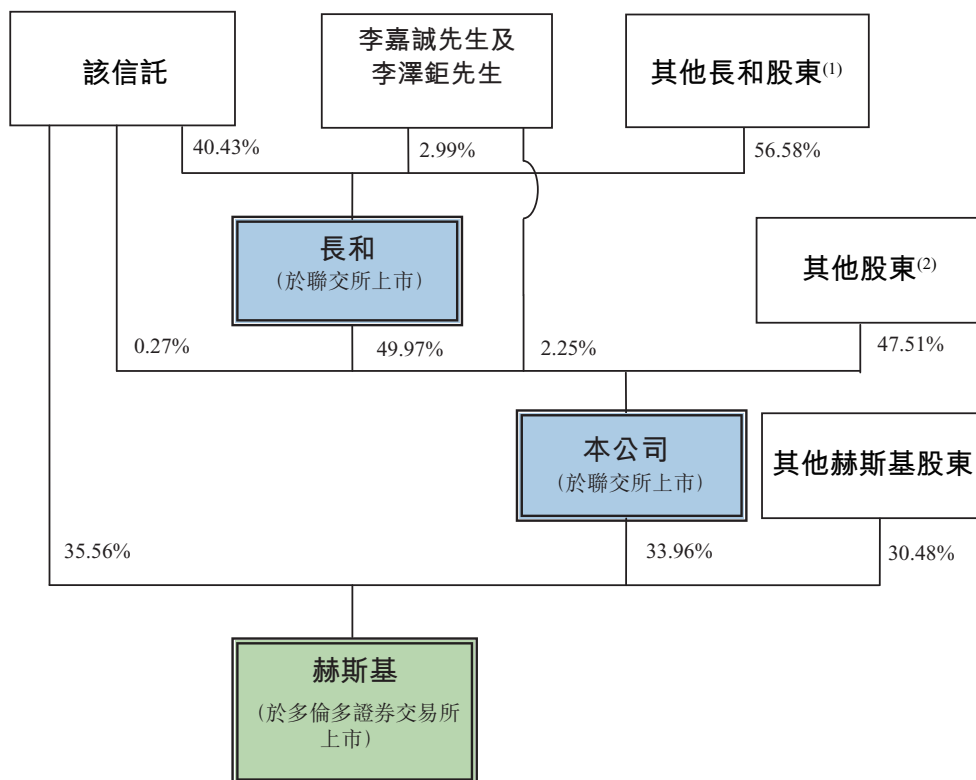 該信託
李嘉誠先生及
李澤鉅先生
其他長和股東(1)
40.43%
2.99%
56.58%
長和
(於聯交所上市)
其他股東(2)
0.27%
49.97%
2.25%
47.51%
本公司
(於聯交所上市)
其他赫斯基股東
35.56%
33.96%
30.48%
赫斯基
(於多倫多證券交易所
上市)